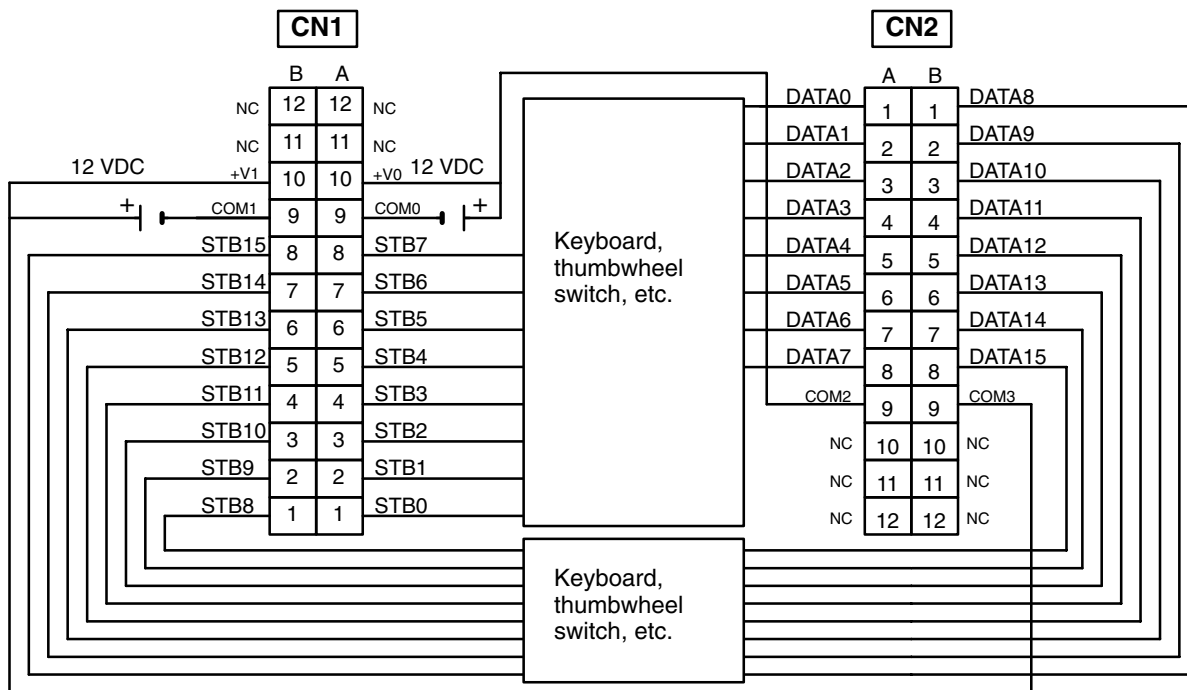 CN1 CN2
B A A B
NC 12 12 NC DATA0 1 1 DATA8
NC 11 11 NC DATA1 2 2 DATA9
12 VDC +V1 10 10 +V0 12 VDC DATA2 3 3 DATA10
+ COM1 9 9 COM0 + DATA3 4 4 DATA11
STB15 8 8 STB7 Keyboard, DATA4 5 5 DATA12
thumbwheel
STB14 7 7 STB6 switch, etc. DATA5 6 6 DATA13
STB13 6 6 STB5 DATA6 7 7 DATA14
STB12 5 5 STB4 DATA7 8 8 DATA15
STB11 4 4 STB3 COM2 9 9 COM3
STB10 3 3 STB2 NC 10 10 NC
STB9 2 2 STB1 NC 11 11 NC
STB8 1 1 STB0 NC 12 12 NC
Keyboard,
thumbwheel
switch, etc.